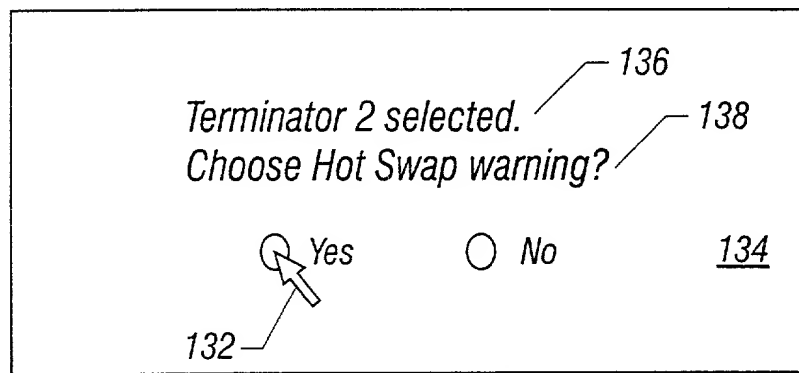 136
Terminator 2 selected.
138
Choose Hot Swap warning?
Yes No 134
132